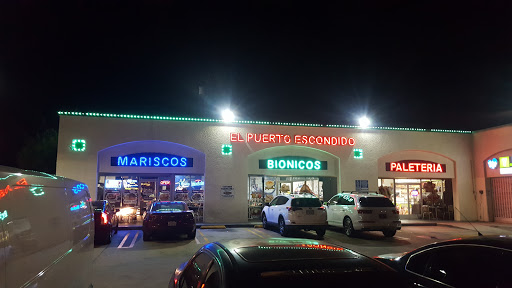 EL PUERTO ESCONDIDO
MARISCOS
BIONICOS
PALETERIA